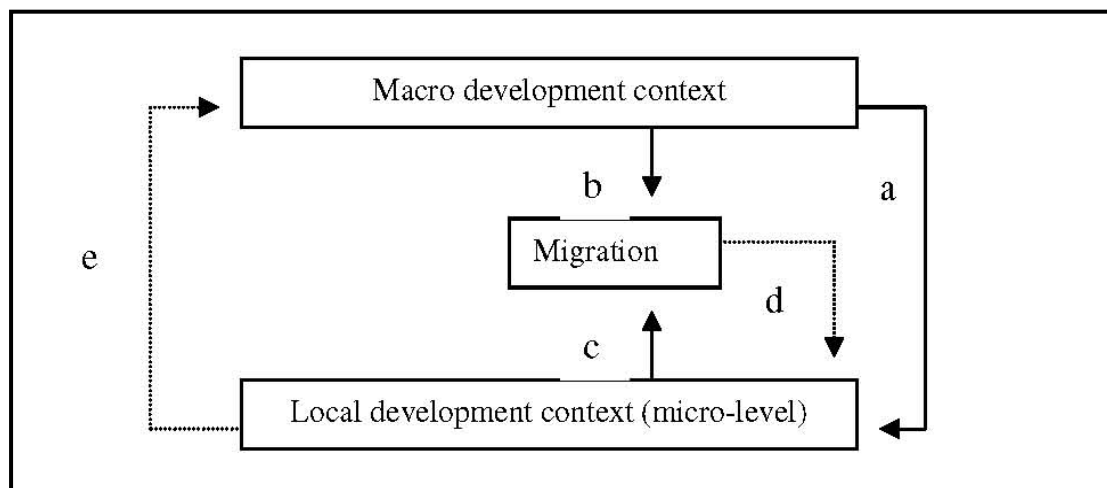 Macro development context
b
a
Migration
e
d
c
Local development context (micro-level)